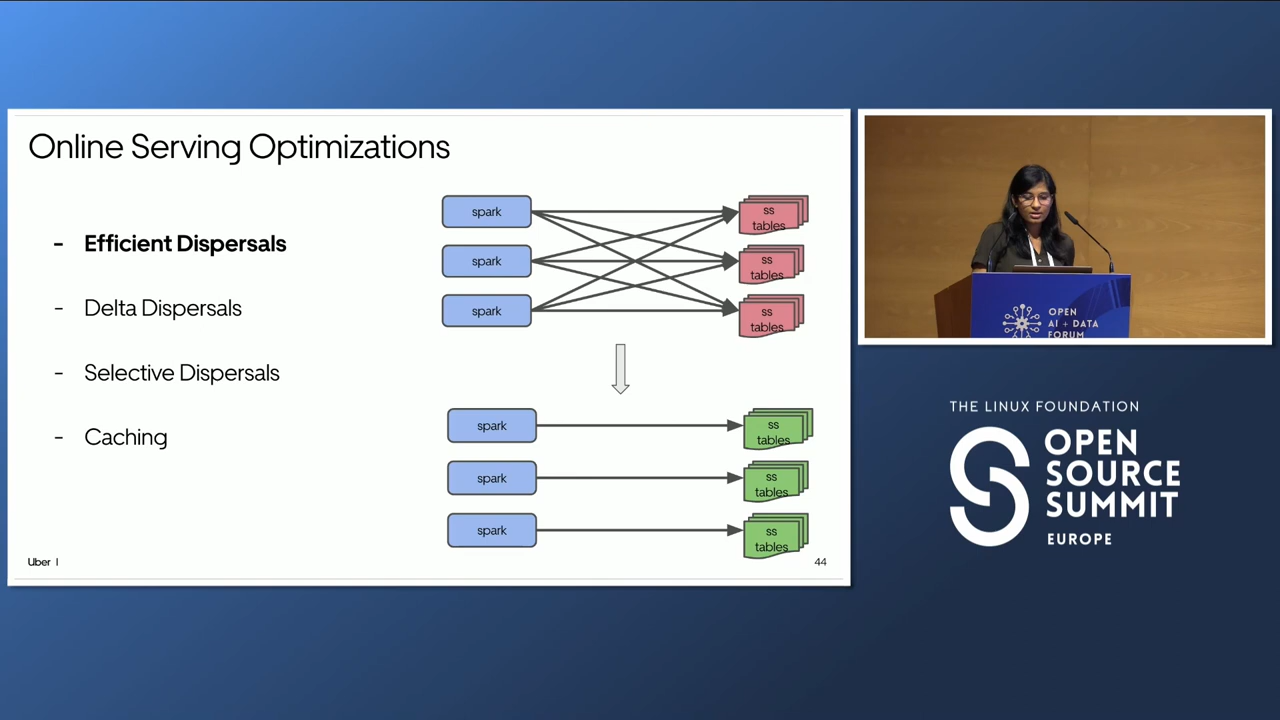 Online Serving Optimizations
- Efficient Dispersals
- Delta Dispersals
- Selective Dispersals
- Caching
spark
spark
spark
ss
tables
ss
tables
ss
tables
spark
spark
spark
ss
tables
ss
tables
ss
tables
Uber |
44
OPEN
AI + DATA
FORUM
THE LINUX FOUNDATION
OPEN
SOURCE
SUMMIT
EUROPE